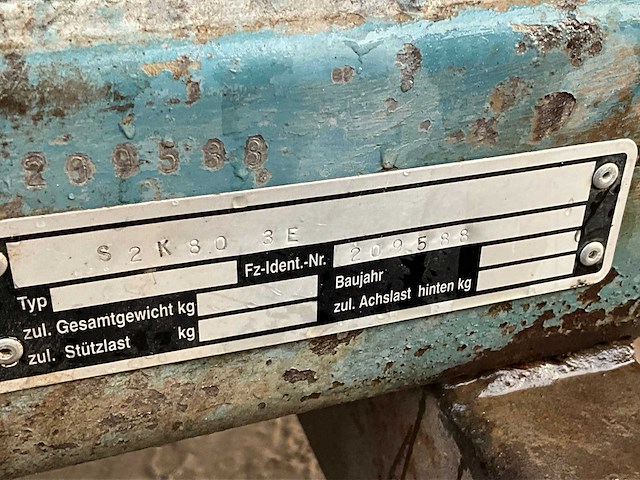 209588
S2K80 3E
Typ Fz-Ident.-Nr. 209588
zul. Gesamtgewicht kg Baujahr
zul. Stützlast kg zul. Achslast hinten kg